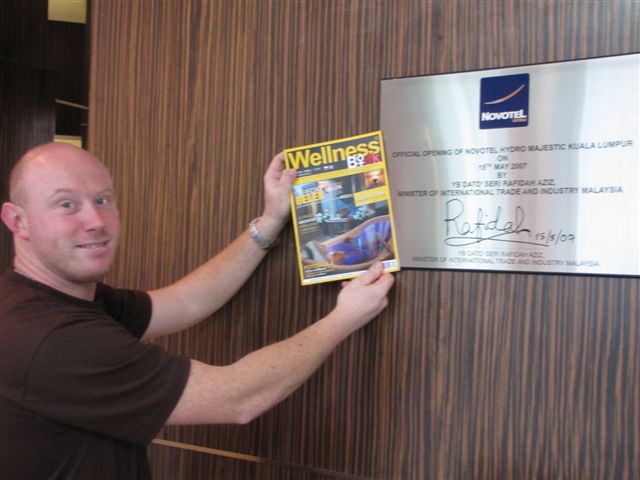 Wellness
BO K
NOVOTEL
OFFICIAL OPENING OF NOVOTEL HYDRO MAJESTIC KUALA LUMPUR
ON
15TH MAY 2007
BY
YB DATO' SERI RAFIDAH AZIZ,
MINISTER OF INTERNATIONAL TRADE AND INDUSTRY MALAYSIA
Rafidah 15/5/07
YB DATO' SERI RAFIDAH AZIZ,
MINISTER OF INTERNATIONAL TRADE AND INDUSTRY MALAYSIA